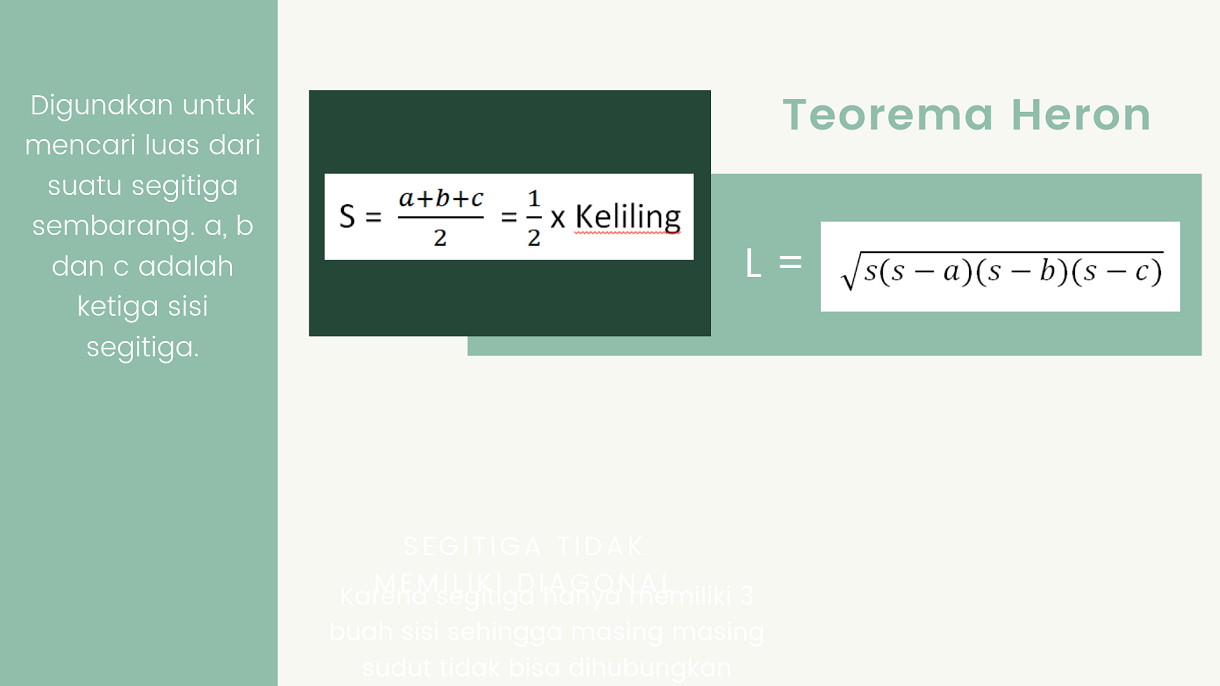 Digunakan untuk
mencari luas dari
suatu segitiga
sembarang. a, b
dan c adalah
ketiga sisi
segitiga.
Teorema Heron
S = \frac{a+b+c}{2} = \frac{1}{2} x Keliling
L = \sqrt{s(s − a)(s − b)(s − c)}
SEGITIGA TIDAK
MEMILIKI DIAGONAL
Karena segitiga hanya memiliki 3
buah sisi sehingga masing masing
sudut tidak bisa dihubungkan